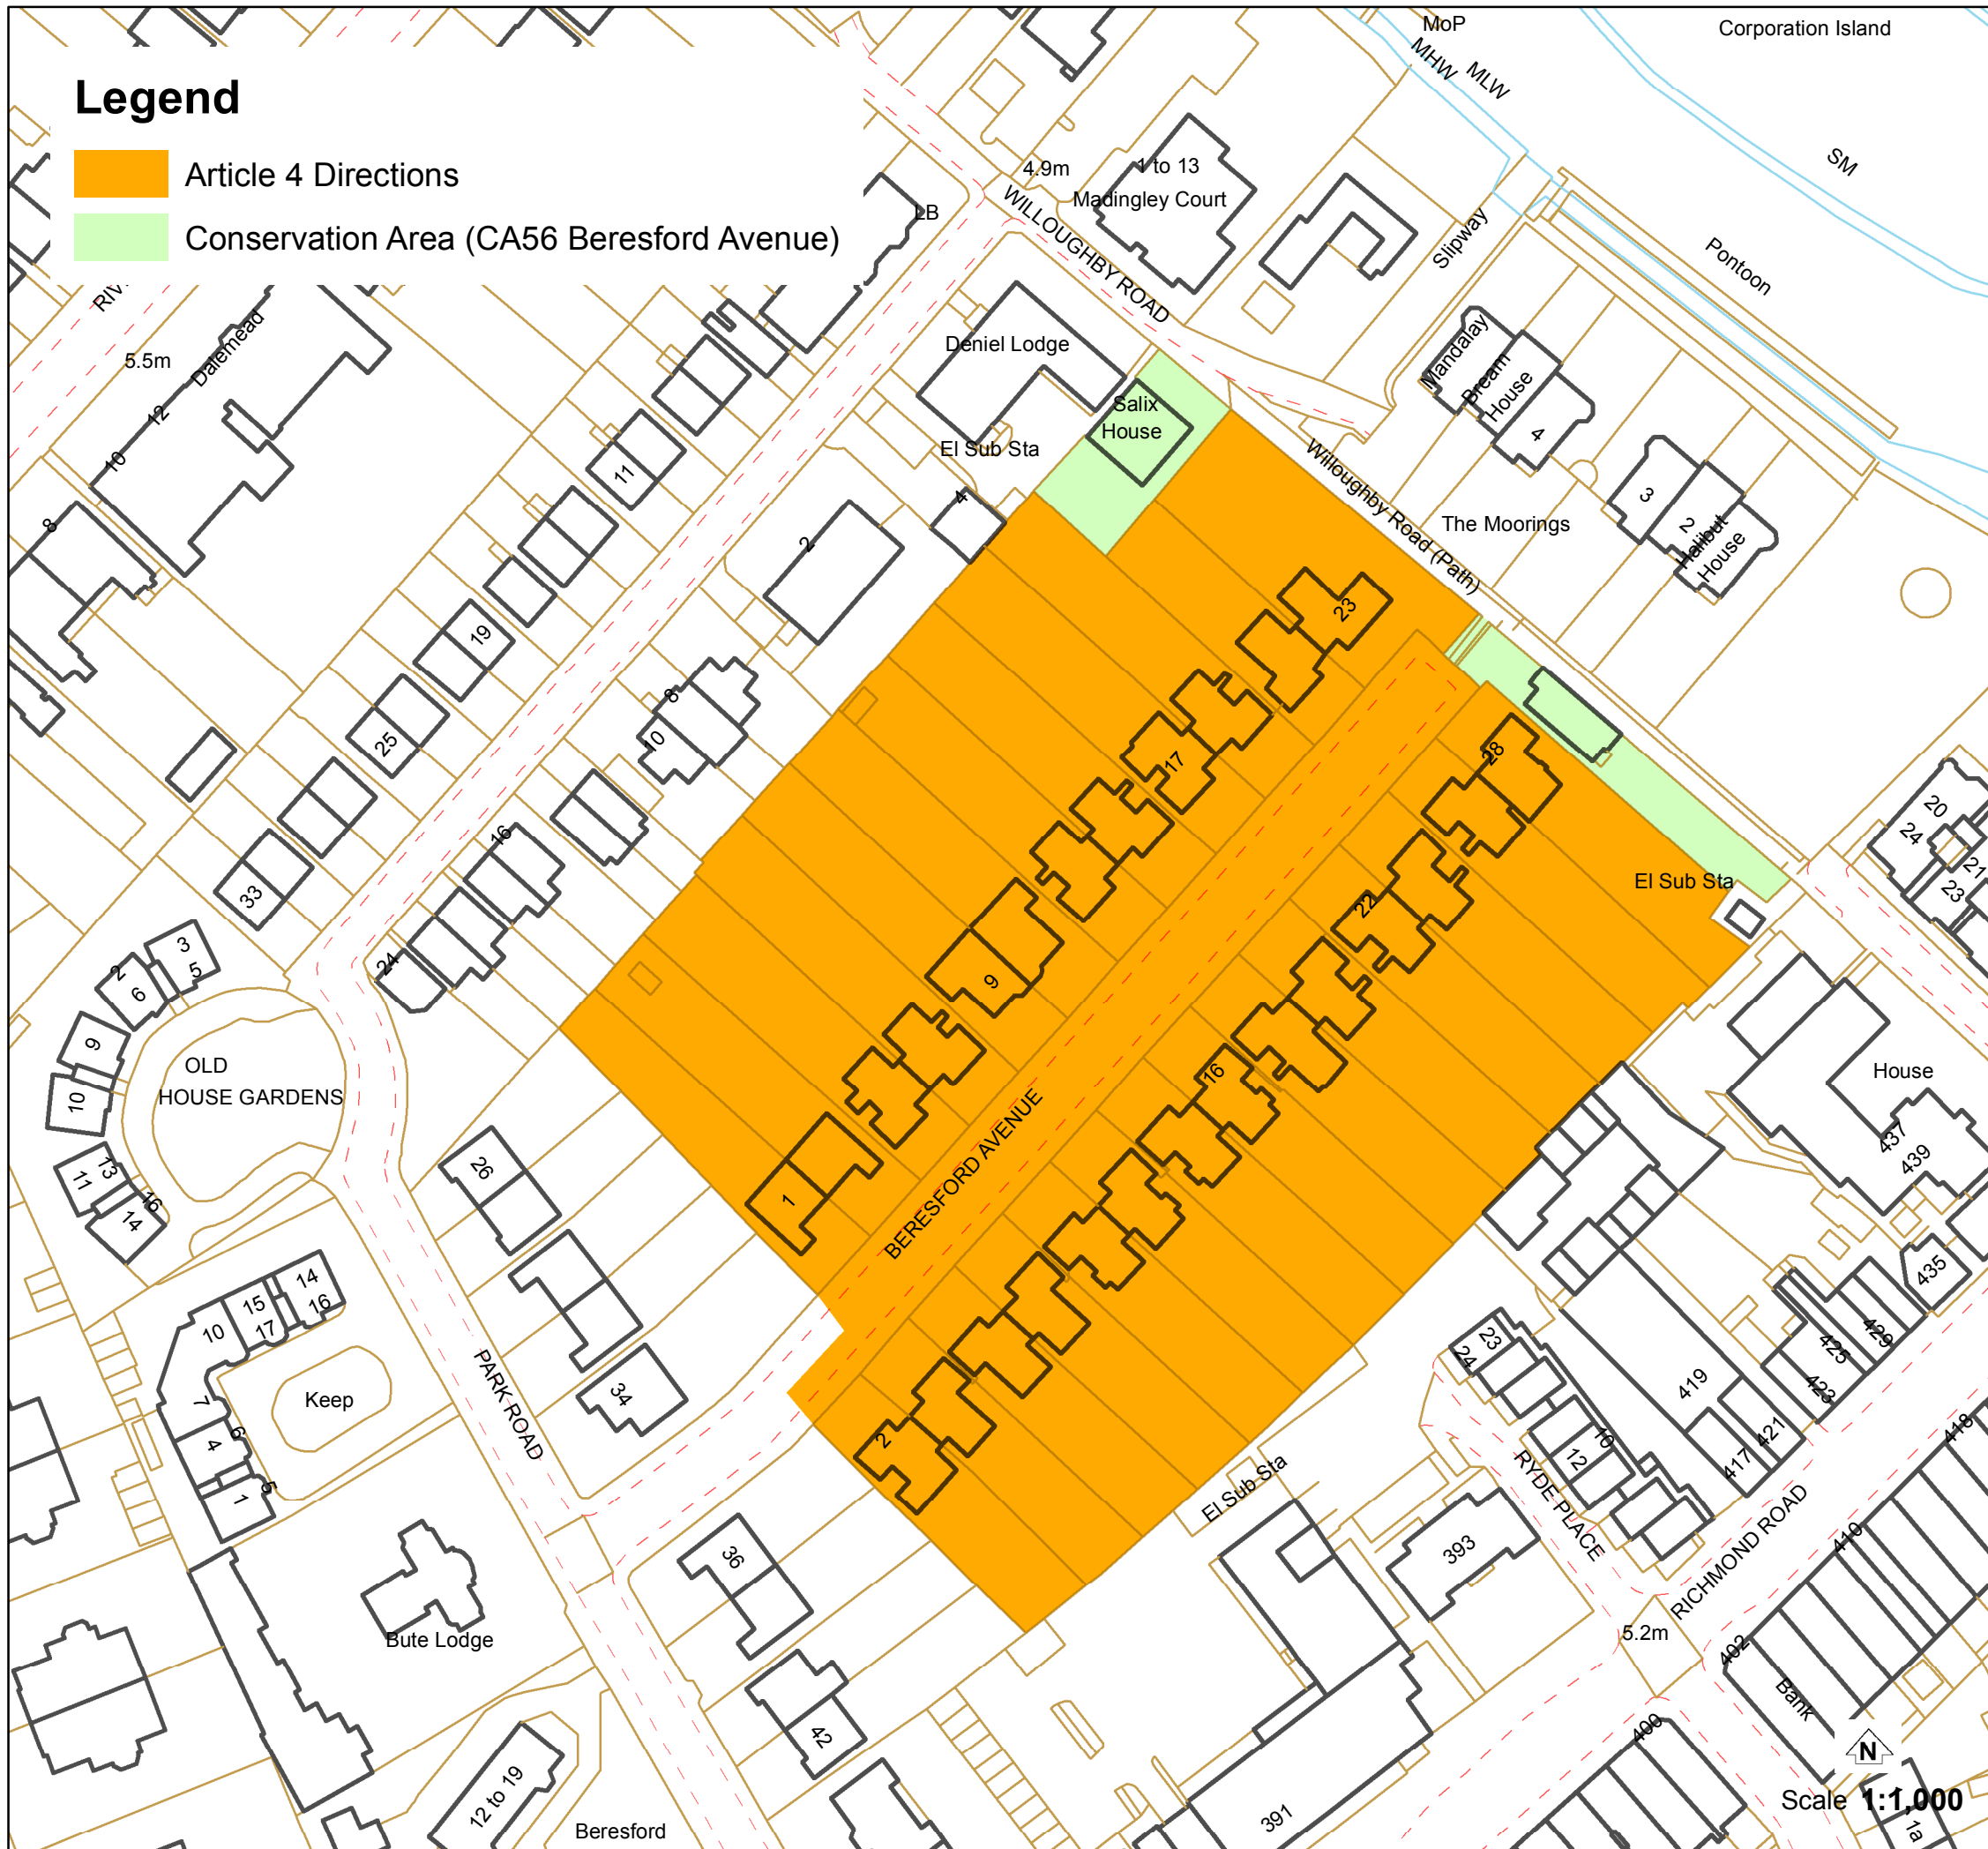 Legend
Article 4 Directions
Conservation Area (CA56 Beresford Avenue)
MoP
MHW
MLW
Corporation Island
SM
4.9m
1 to 13
Madingley Court
LB
WILLOUGHBY ROAD
Slipway
Pontoon
5.5m
Dalemead
12
10
8
Deniel Lodge
El Sub Sta
Salix
House
Mandalay
Bream
House
4
3
2
Halibut
House
The Moorings
Willoughby Road (Path)
11
4
2
19
25
33
8
10
16
24
23
17
9
1
28
22
16
2
BERESFORD AVENUE
El Sub Sta
20
24
21
23
3
5
2
6
9
10
OLD
HOUSE GARDENS
13
11
16
14
26
34
36
42
14
16
15
17
10
7
6
4
5
1
Keep
PARK ROAD
Bute Lodge
12 to 19
Beresford
House
437
439
435
429
425
423
419
421
417
23
24
10
12
RYDE PLACE
RICHMOND ROAD
El Sub Sta
393
391
5.2m
418
410
402
400
Bank
1a
N
Scale 1:1,000